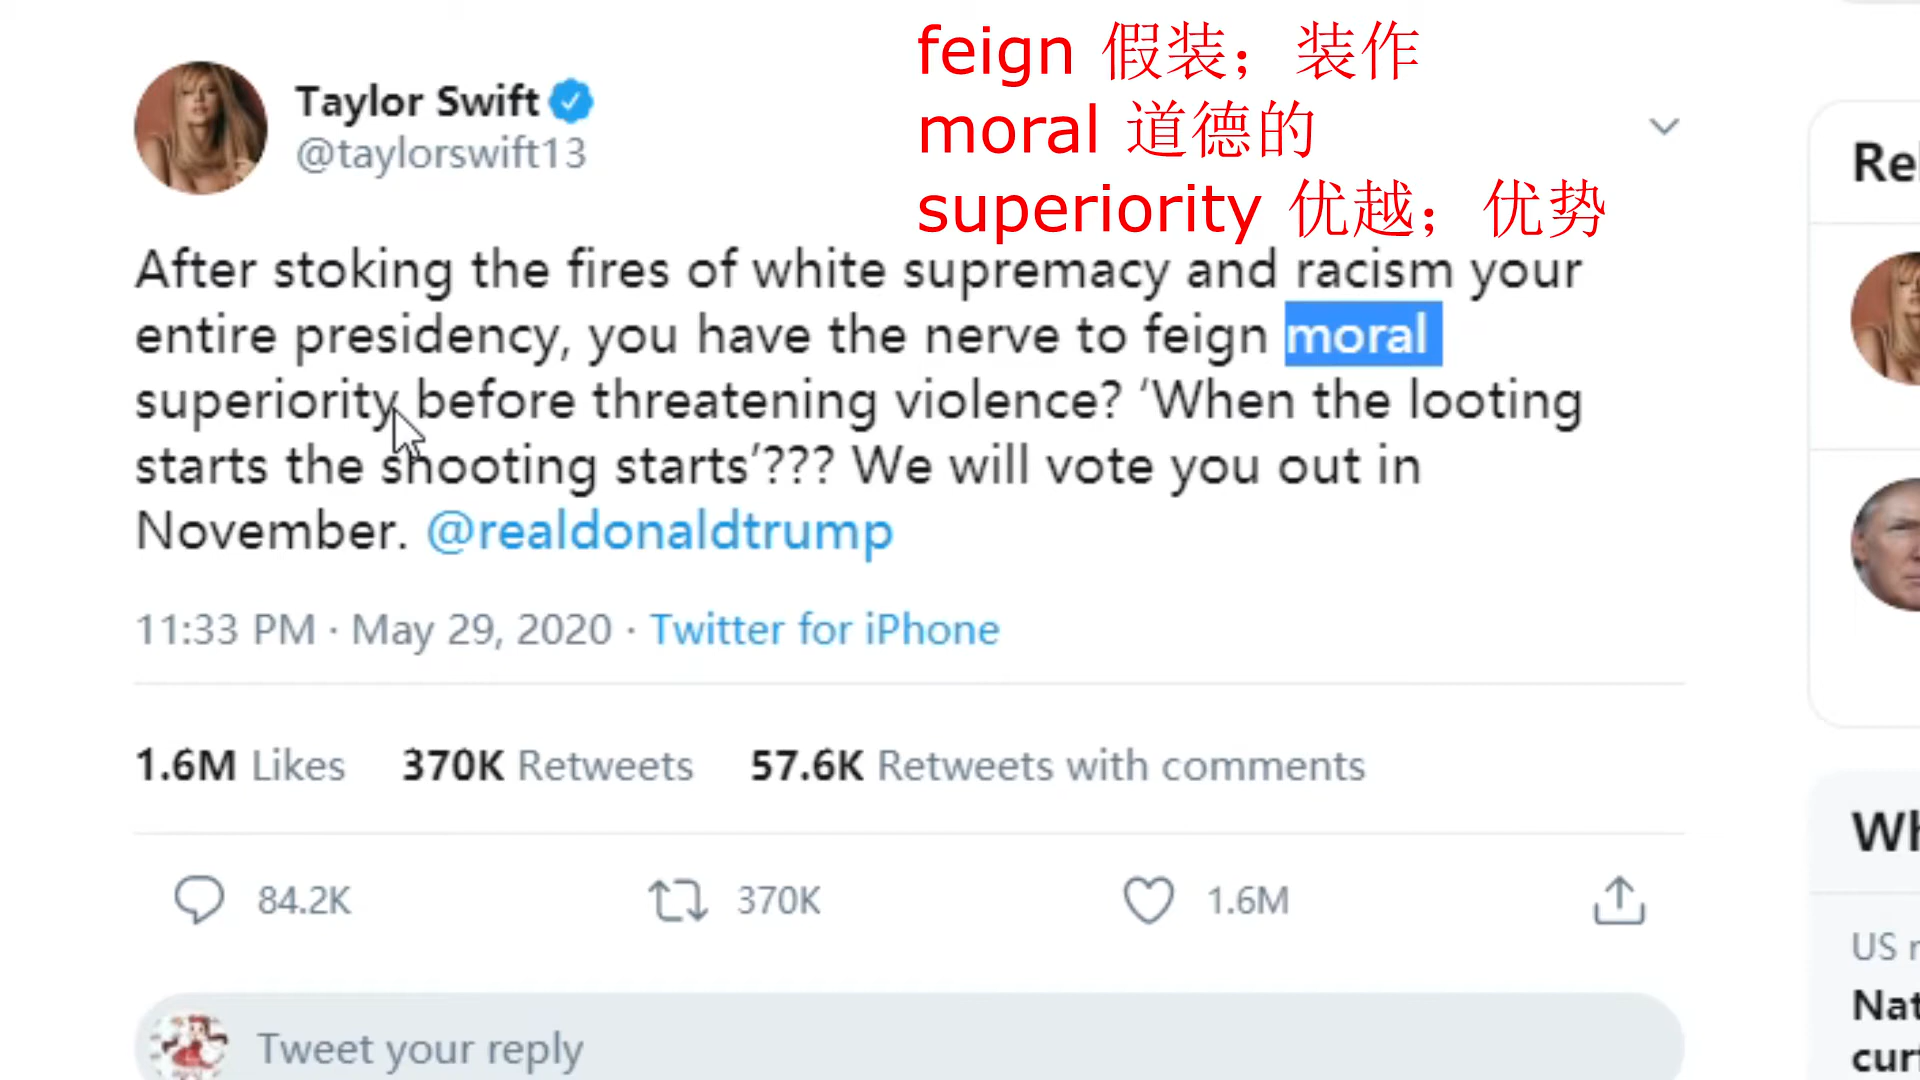 feign 假装；装作
moral 道德的
superiority 优越；优势
Taylor Swift
@taylorswift13
After stoking the fires of white supremacy and racism your
entire presidency, you have the nerve to feign moral
superiority before threatening violence? ‘When the looting
starts the shooting starts’??? We will vote you out in
November. @realdonaldtrump
11:33 PM · May 29, 2020 · Twitter for iPhone
1.6M Likes 370K Retweets 57.6K Retweets with comments
84.2K 370K 1.6M
Tweet your reply
Rel
Wh
US
Nat
curf